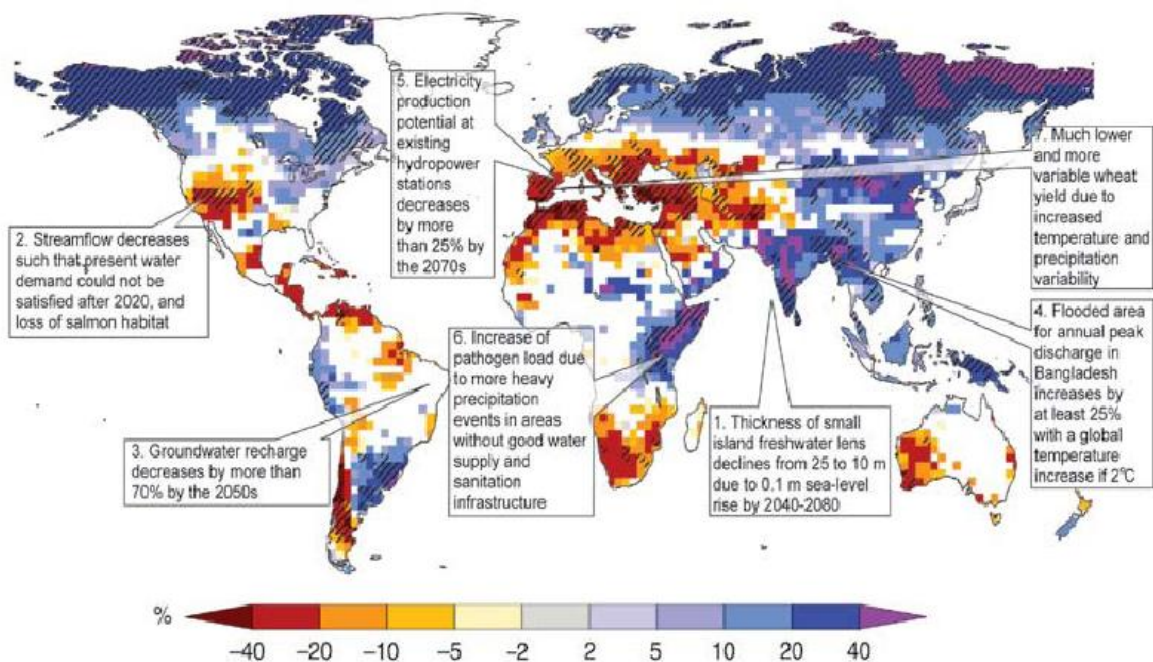 5. Electricity
production
potential at
existing
hydropower
stations
decreases
by more
than 25% by
the 2070s
7. Much lower
and more
variable wheat
yield due to
increased
temperature and
precipitation
variability
2. Streamflow decreases
such that present water
demand could not be
satisfied after 2020, and
loss of salmon habitat
6. Increase of
pathogen load due
to more heavy
precipitation
events in areas
without good water
supply and
sanitation
infrastructure
4. Flooded area
for annual peak
discharge in
Bangladesh
increases by
at least 25%
with a global
temperature
increase if 2°C
3. Groundwater recharge
decreases by more than
70% by the 2050s
1. Thickness of small
island freshwater lens
declines from 25 to 10 m
due to 0.1 m sea-level
rise by 2040-2080
%
-40 -20 -10 -5 -2 2 5 10 20 40